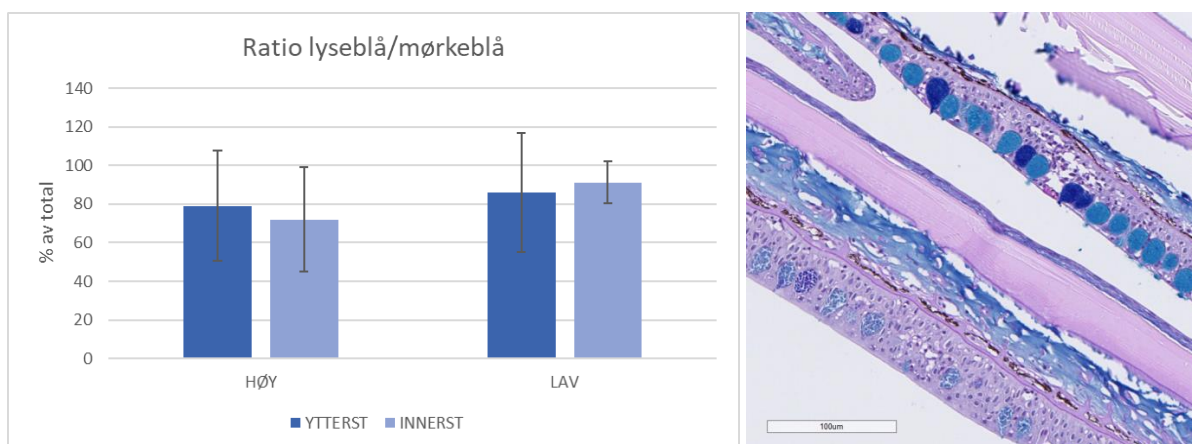 Ratio lyseblå/mørkeblå
% av total
140
120
100
80
60
40
20
0
HØY LAV
YTTERST INNERST
100um